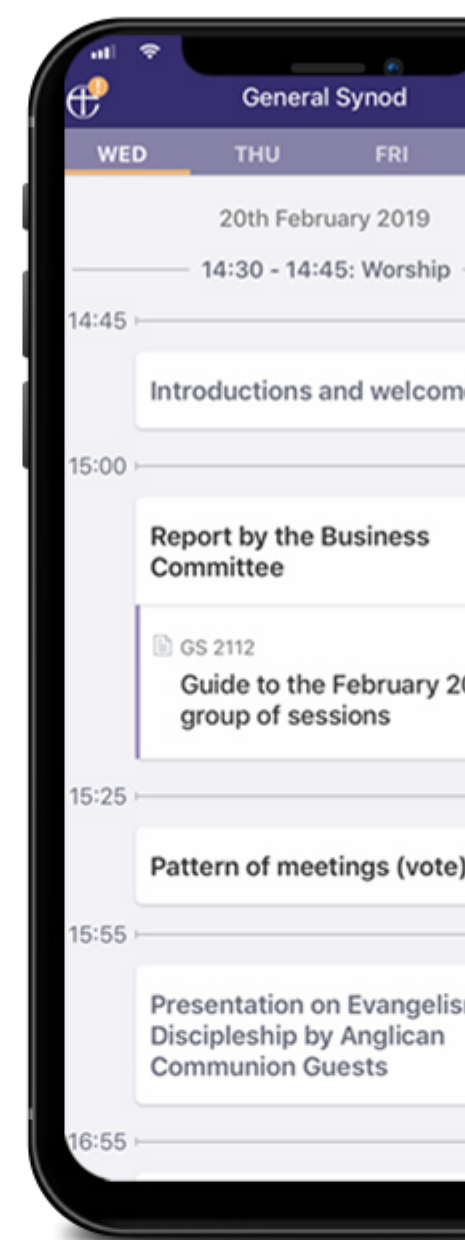 General Synod
WED THU FRI
20th February 2019
14:30 - 14:45: Worship
14:45
Introductions and welcom
15:00
Report by the Business
Committee
GS 2112
Guide to the February 20
group of sessions
15:25
Pattern of meetings (vote)
15:55
Presentation on Evangelis
Discipleship by Anglican
Communion Guests
16:55